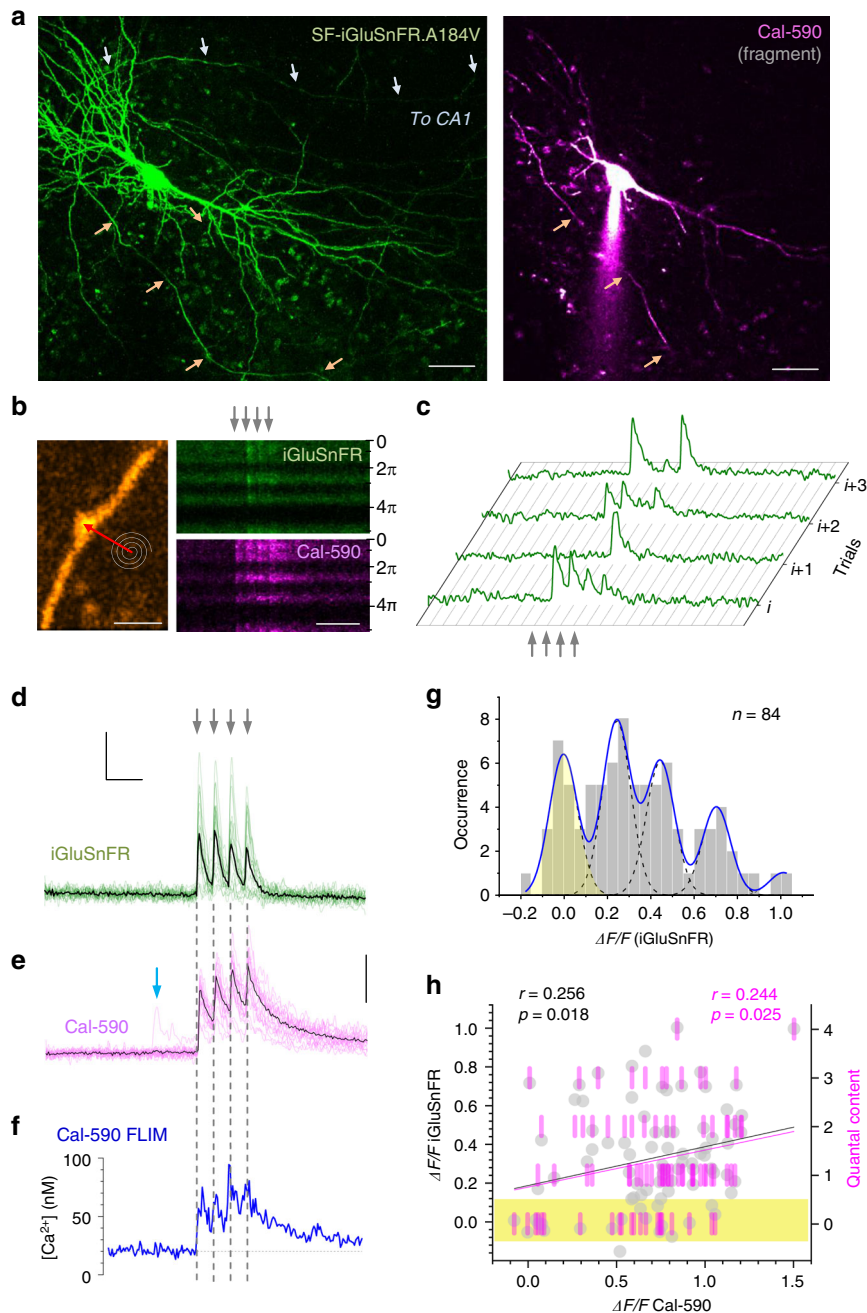 a
SF-iGluSnFR.A184V
To CA1
Cal-590
(fragment)
b
iGluSnFR
0
2π
4π
Cal-590
0
2π
4π
c
i+3
i+2
i+1
i
Trials
d
iGluSnFR
e
Cal-590
f
Cal-590 FLIM
[Ca²⁺] (nM)
100
50
0
g
n = 84
Occurrence
8
6
4
2
0
–0.2 0.0 0.2 0.4 0.6 0.8 1.0
ΔF/F (iGluSnFR)
h
r = 0.256
p = 0.018
r = 0.244
p = 0.025
ΔF/F iGluSnFR
1.0
0.8
0.6
0.4
0.2
0.0
4
3
2
1
0
Quantal content
0.0 0.5 1.0 1.5
ΔF/F Cal-590